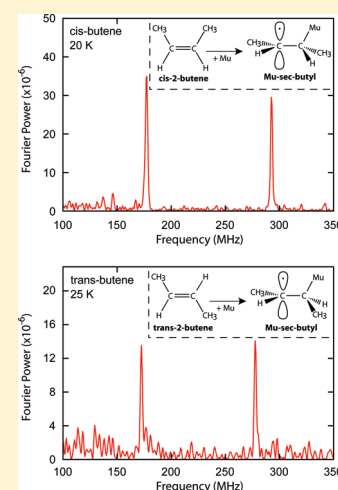 50
40
30
20
10
0
Fourier Power (x10⁻⁶)
cis-butene
20 K
CH₃ CH₃
C=C
H H
+ Mu
cis-2-butene
Mu
CH₃
H
C C
CH₃
H
Mu-sec-butyl
100 150 200 250 300 350
Frequency (MHz)
20
16
12
8
4
0
Fourier Power (x10⁻⁶)
trans-butene
25 K
CH₃ H
C=C
H CH₃
+ Mu
trans-2-butene
Mu
CH₃
H
C C
H
CH₃
Mu-sec-butyl
100 150 200 250 300 350
Frequency (MHz)